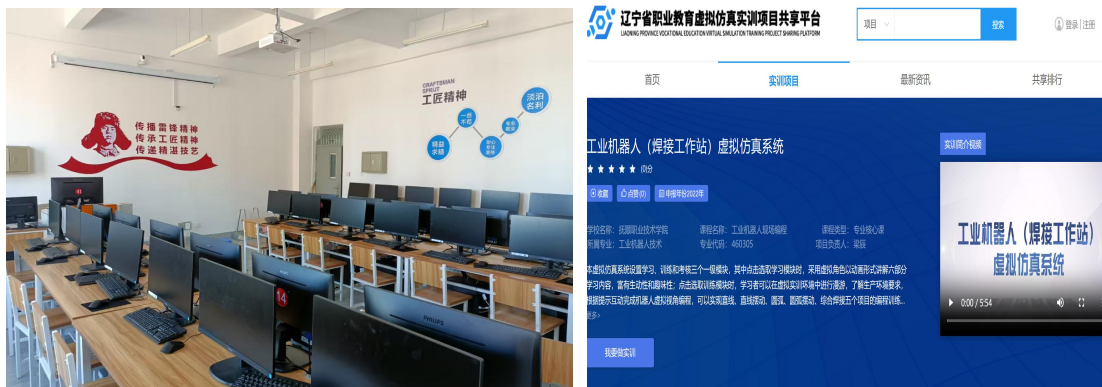 传播雷锋精神
传承工匠精神
传递精湛技艺
CRAFTSMAN
SPIRIT
工匠精神
精益
求精
一丝
不苟
淡泊
名利
14
PHILIPS
辽宁省职业教育虚拟仿真实训项目共享平台
LIAONING PROVINCE VOCATIONAL EDUCATION VIRTUAL SIMULATION TRAINING PROJECT SHARING PLATFORM
项目
搜索
登录 | 注册
首页
实训项目
最新资讯
共享排行
工业机器人（焊接工作站）虚拟仿真系统
★ ★ ★ ★ ★ 0分
收藏
点赞(0)
申报年份2022年
学校名称: 抚顺职业技术学院
课程名称: 工业机器人现场编程
课程类型: 专业核心课
所属专业: 工业机器人技术
专业代码: 460305
项目负责人: 梁辰
本虚拟仿真系统设置学习、训练和考核三个一级模块，其中点击选取学习模块时，采用虚拟角色以动画形式讲解六部分
学习内容，富有生动性和趣味性；点击选取训练模块时，学习者可以在虚拟实训环境中进行漫游，了解生产环境要求，
根据提示互动完成机器人虚拟视角编程，可以实现直线、直线摆动、圆弧、圆弧摆动、综合焊接五个项目的编程训练...
更多>
我要做实训
实训简介视频
工业机器人（焊接工作站）
虚拟仿真系统
0:00 / 5:54